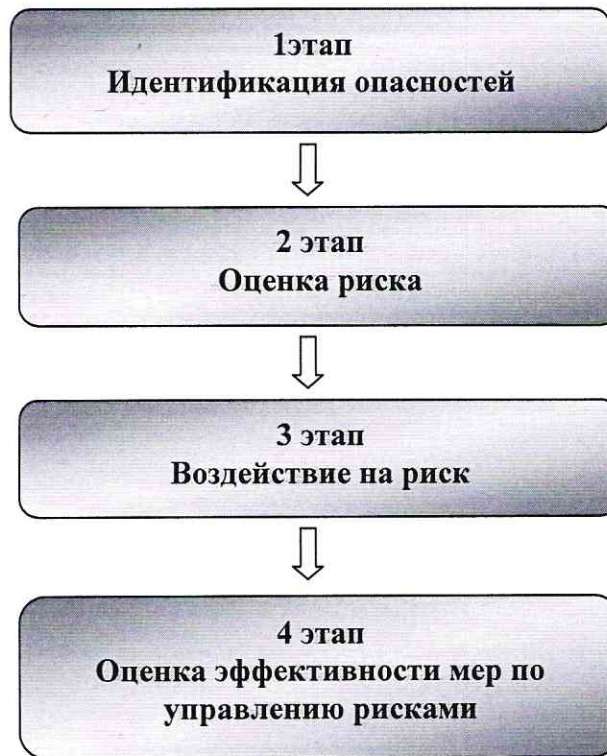 1этап
Идентификация опасностей
2 этап
Оценка риска
3 этап
Воздействие на риск
4 этап
Оценка эффективности мер по
управлению рисками